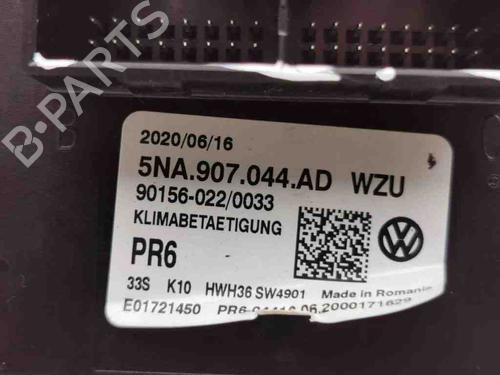 2020/06/16
5NA.907.044.AD WZU
90156-022/0033
KLIMABETAETIGUNG
PR6
33S K10 HWH36 SW4901 Made in Romania
E01721450
B-PARTS